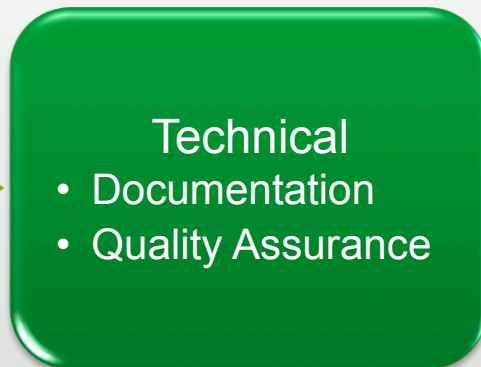 Technical
• Documentation
• Quality Assurance